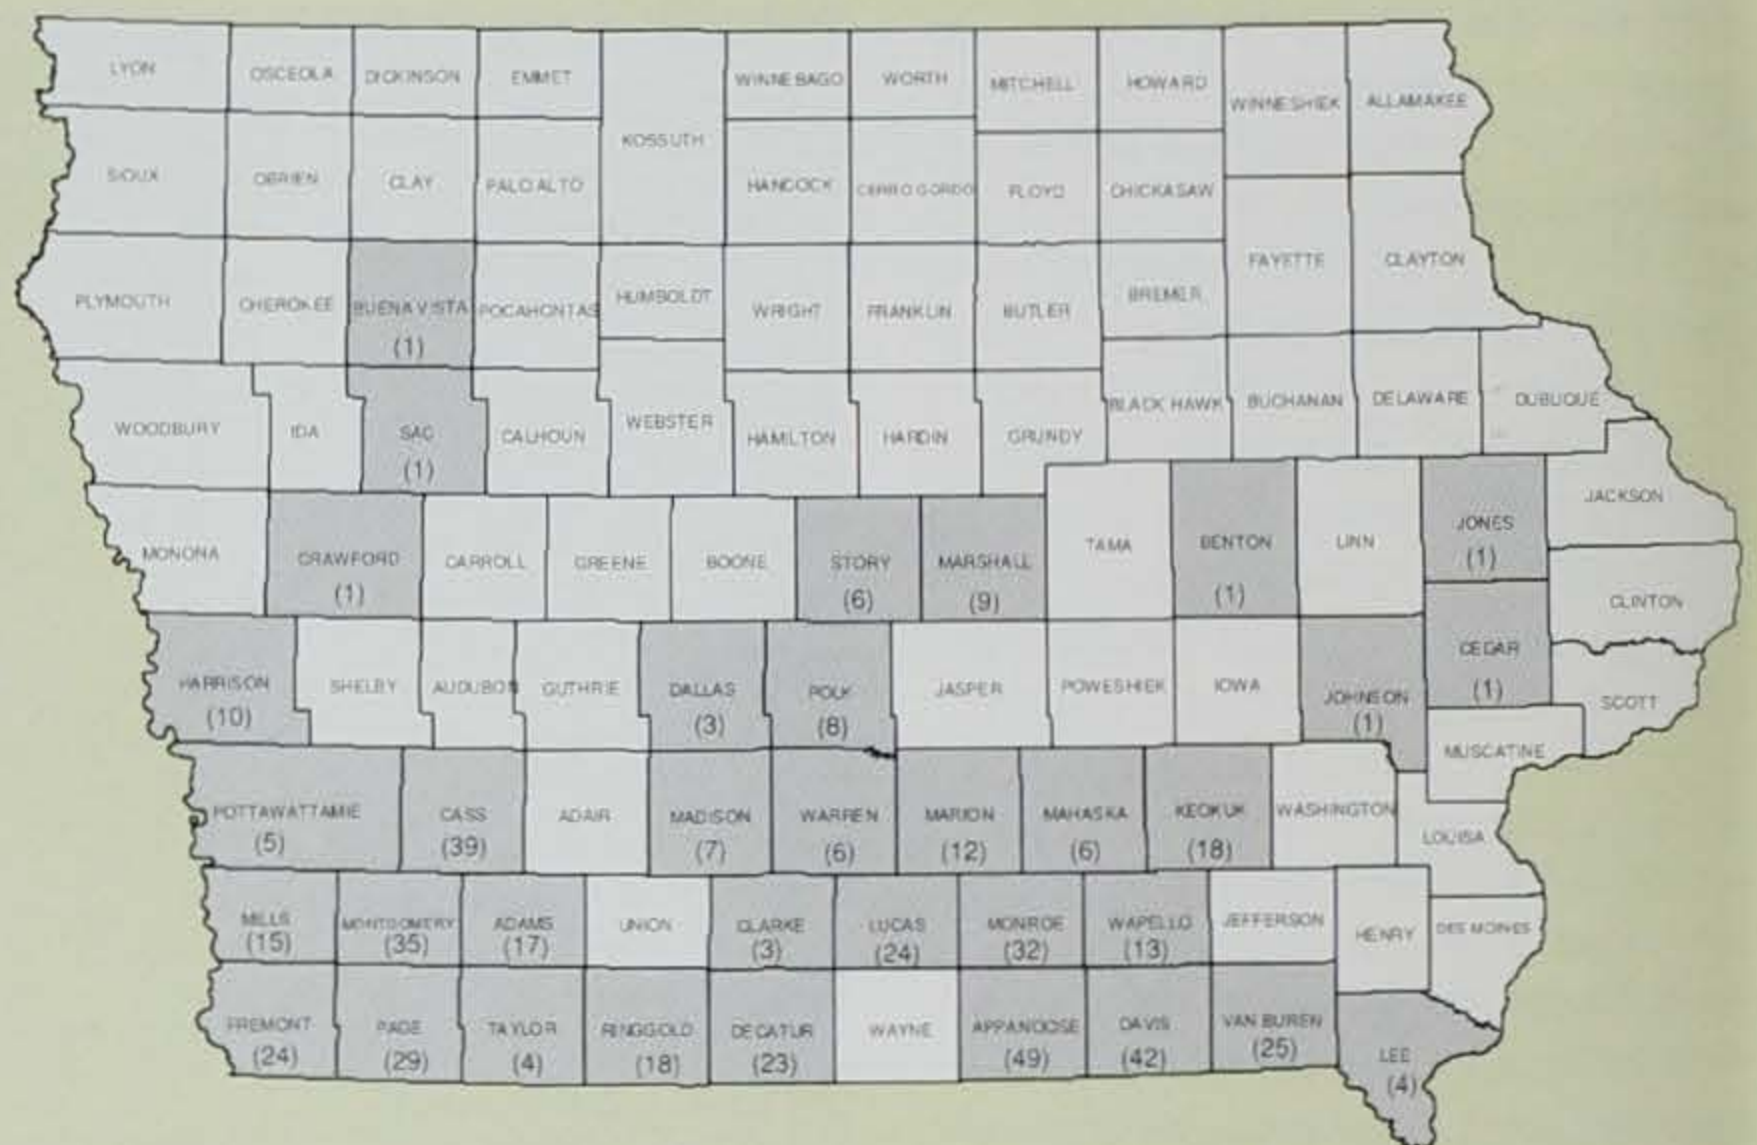 LYON
OSCEOLA
DICKINSON
EMMET
KOSSUTH
WINNEBAGO
WORTH
MITCHELL
HOWARD
WINNESHIEK
ALLAMAKEE
SIOUX
OBRIEN
CLAY
PALO ALTO
HANCOCK
CERRO GORDO
FLOYD
CHICKASAW
FAYETTE
CLAYTON
PLYMOUTH
CHEROKEE
BUENA VISTA
(1)
POCAHONTAS
HUMBOLDT
WRIGHT
FRANKLIN
BUTLER
BREMER
WOODBURY
IDA
SAC
(1)
CALHOUN
WEBSTER
HAMILTON
HARDIN
GRUNDY
BLACK HAWK
BUCHANAN
DELAWARE
DUBUQUE
MONONA
CRAWFORD
(1)
CARROLL
GREENE
BOONE
STORY
(6)
MARSHALL
(9)
TAMA
BENTON
(1)
LINN
JONES
(1)
JACKSON
CLINTON
HARRISON
(10)
SHELBY
AUDUBON
GUTHRIE
DALLAS
(3)
POLK
(8)
JASPER
POWESHIEK
IOWA
JOHNSON
(1)
CEDAR
(1)
SCOTT
MUSCATINE
POTTAWATTAMIE
(5)
CASS
(39)
ADAIR
MADISON
(7)
WARREN
(6)
MARION
(12)
MAHASKA
(6)
KEOKUK
(18)
WASHINGTON
LOUISA
MILLS
(15)
MONTGOMERY
(35)
ADAMS
(17)
UNION
CLARKE
(3)
LUCAS
(24)
MONROE
(32)
WAPELLO
(13)
JEFFERSON
HENRY
DES MOINES
FREMONT
(24)
PAGE
(29)
TAYLOR
(4)
RINGGOLD
(18)
DECATUR
(23)
WAYNE
APPANOOSE
(49)
DAVIS
(42)
VAN BUREN
(25)
LEE
(4)